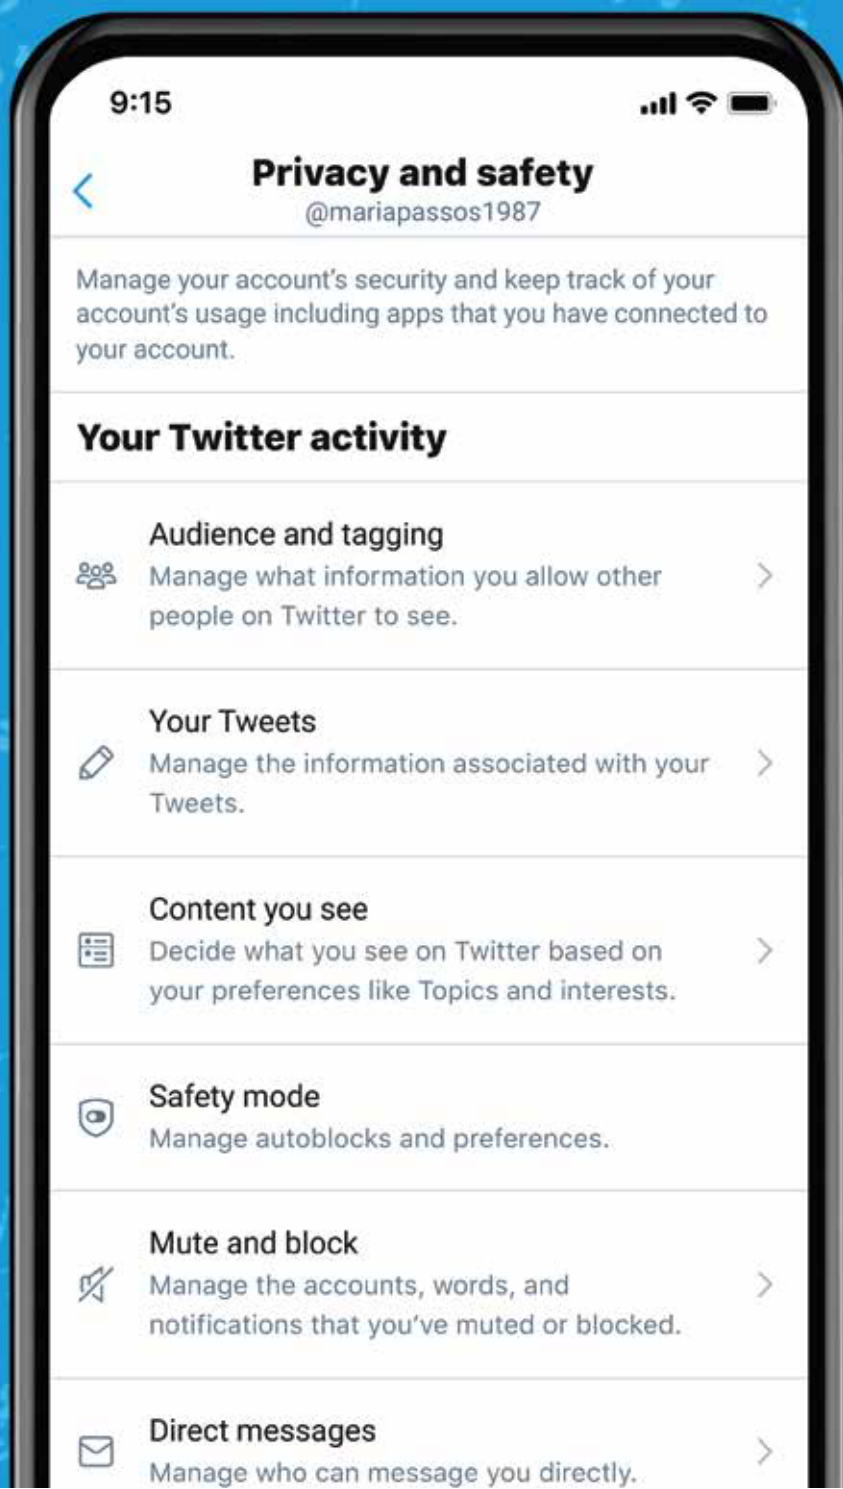 9:15
Privacy and safety
@mariapassos1987
Manage your account's security and keep track of your
account's usage including apps that you have connected to
your account.
Your Twitter activity
Audience and tagging
Manage what information you allow other
people on Twitter to see.
Your Tweets
Manage the information associated with your
Tweets.
Content you see
Decide what you see on Twitter based on
your preferences like Topics and interests.
Safety mode
Manage autoblocks and preferences.
Mute and block
Manage the accounts, words, and
notifications that you've muted or blocked.
Direct messages
Manage who can message you directly.